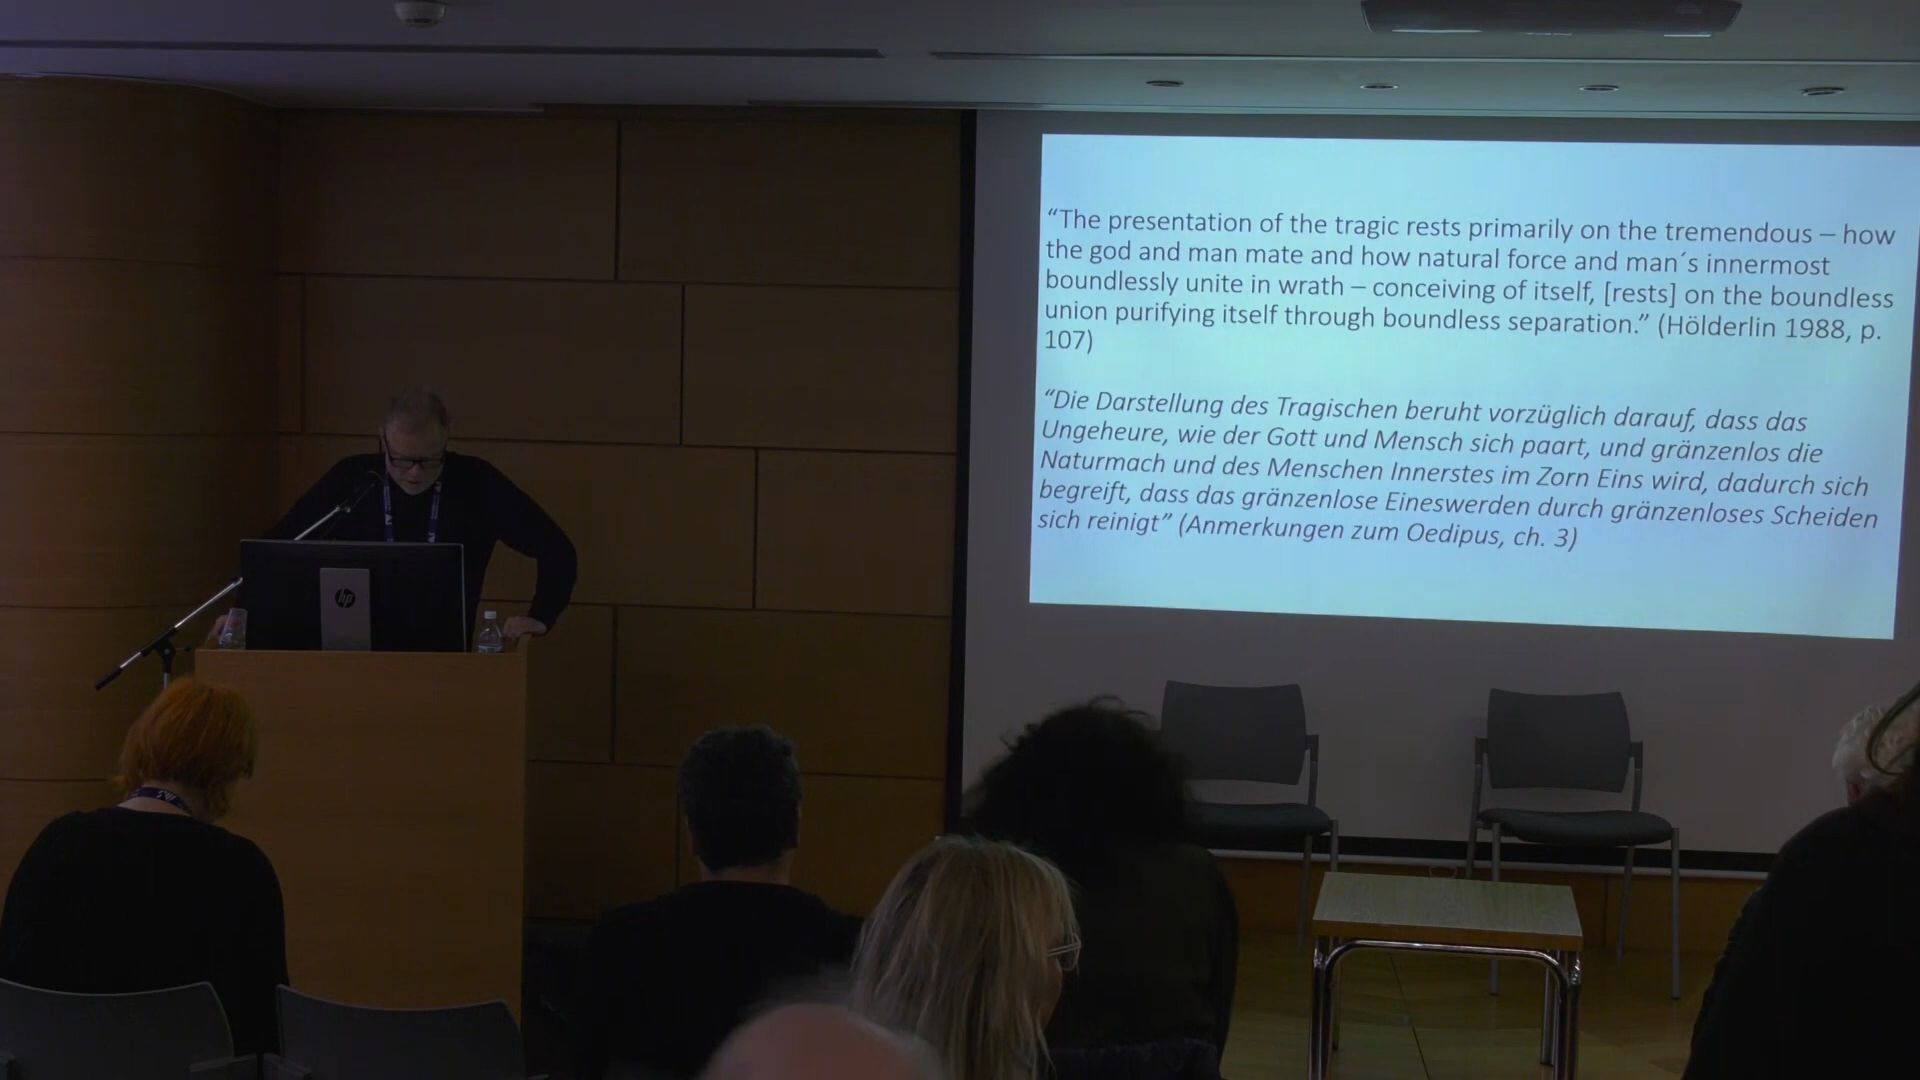 “The presentation of the tragic rests primarily on the tremendous – how
the god and man mate and how natural force and man´s innermost
boundlessly unite in wrath – conceiving of itself, [rests] on the boundless
union purifying itself through boundless separation.” (Hölderlin 1988, p.
107)
“Die Darstellung des Tragischen beruht vorzüglich darauf, dass das
Ungeheure, wie der Gott und Mensch sich paart, und gränzenlos die
Naturmach und des Menschen Innerstes im Zorn Eins wird, dadurch sich
begreift, dass das gränzenlose Eineswerden durch gränzenloses Scheiden
sich reinigt” (Anmerkungen zum Oedipus, ch. 3)
hp